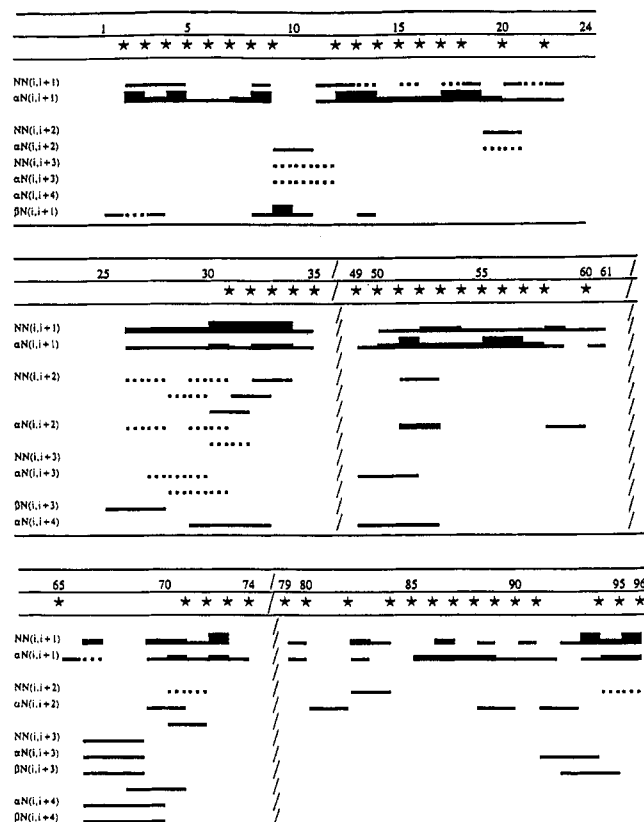 1 5 10 15 20 24
★ ★ ★ ★ ★ ★ ★ ★ ★ ★ ★ ★ ★ ★ ★ ★ ★
NN(i,i+1)
αN(i,i+1)
NN(i,i+2)
αN(i,i+2)
NN(i,i+3)
αN(i,i+3)
αN(i,i+4)
βN(i,i+1)
25 30 35 / 49 50 55 60 61 /
★ ★ ★ ★ ★ ★ ★ ★ ★ ★ ★ ★ ★ ★ ★ ★
NN(i,i+1)
αN(i,i+1)
NN(i,i+2)
αN(i,i+2)
NN(i,i+3)
αN(i,i+3)
βN(i,i+3)
αN(i,i+4)
65 70 74 / 79 80 85 90 95 96
★ ★ ★ ★ ★ ★ ★ ★ ★ ★ ★ ★ ★ ★ ★ ★ ★ ★ ★
NN(i,i+1)
αN(i,i+1)
NN(i,i+2)
αN(i,i+2)
NN(i,i+3)
αN(i,i+3)
βN(i,i+3)
αN(i,i+4)
βN(i,i+4)